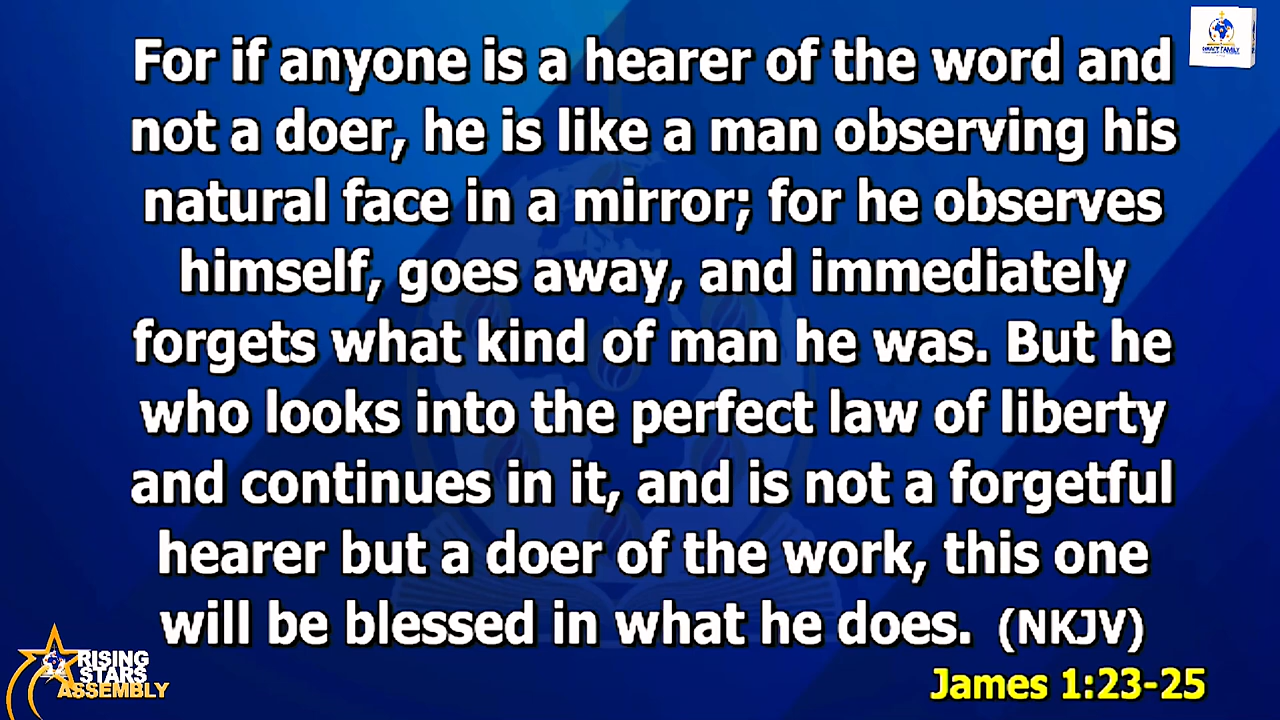 For if anyone is a hearer of the word and
not a doer, he is like a man observing his
natural face in a mirror; for he observes
himself, goes away, and immediately
forgets what kind of man he was. But he
who looks into the perfect law of liberty
and continues in it, and is not a forgetful
hearer but a doer of the work, this one
will be blessed in what he does. (NKJV)
James 1:23-25
RISING
STARS
ASSEMBLY